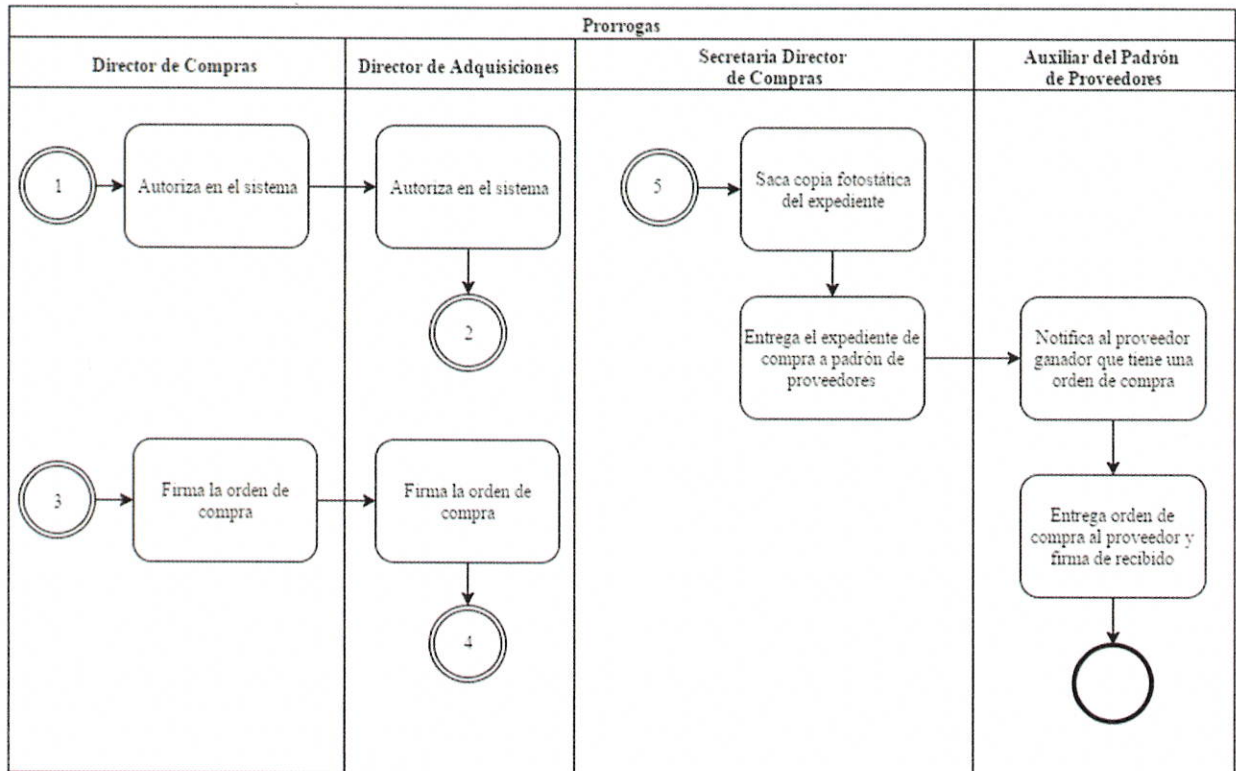 Prorrogas
Director de Compras
Director de Adquisiciones
Secretaria Director
de Compras
Auxiliar del Padrón
de Proveedores
1
Autoriza en el sistema
Autoriza en el sistema
5
Saca copia fotostática
del expediente
2
Entrega el expediente de
compra a padrón de
proveedores
Notifica al proveedor
ganador que tiene una
orden de compra
3
Firma la orden de
compra
Firma la orden de
compra
Entrega orden de
compra al proveedor y
firma de recibido
4